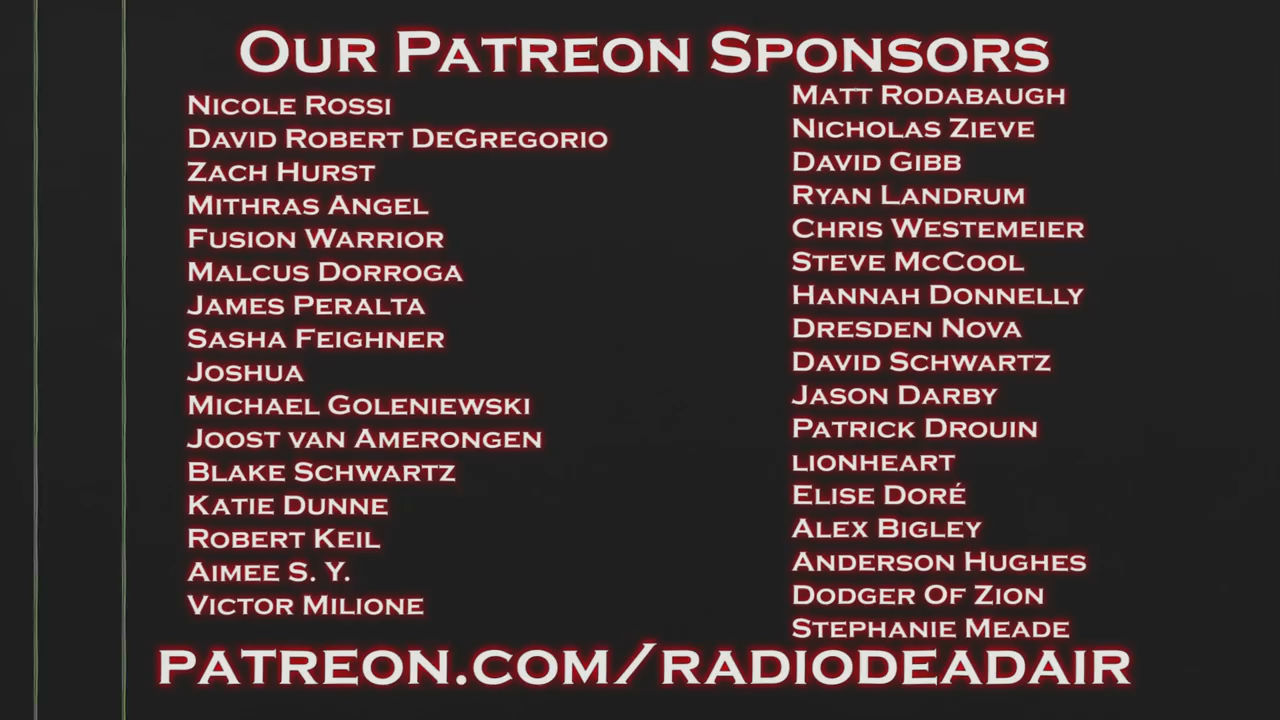 Our Patreon Sponsors
Nicole Rossi
David Robert DeGregorio
Zach Hurst
Mithras Angel
Fusion Warrior
Malcus Dorroga
James Peralta
Sasha Feighner
Joshua
Michael Goleniewski
Joost van Amerongen
Blake Schwartz
Katie Dunne
Robert Keil
Aimee S. Y.
Victor Milione
Matt Rodabaugh
Nicholas Zieve
David Gibb
Ryan Landrum
Chris Westemeier
Steve McCool
Hannah Donnelly
Dresden Nova
David Schwartz
Jason Darby
Patrick Drouin
lionheart
Elise Doré
Alex Bigley
Anderson Hughes
Dodger Of Zion
Stephanie Meade
patreon.com/radiodeadair